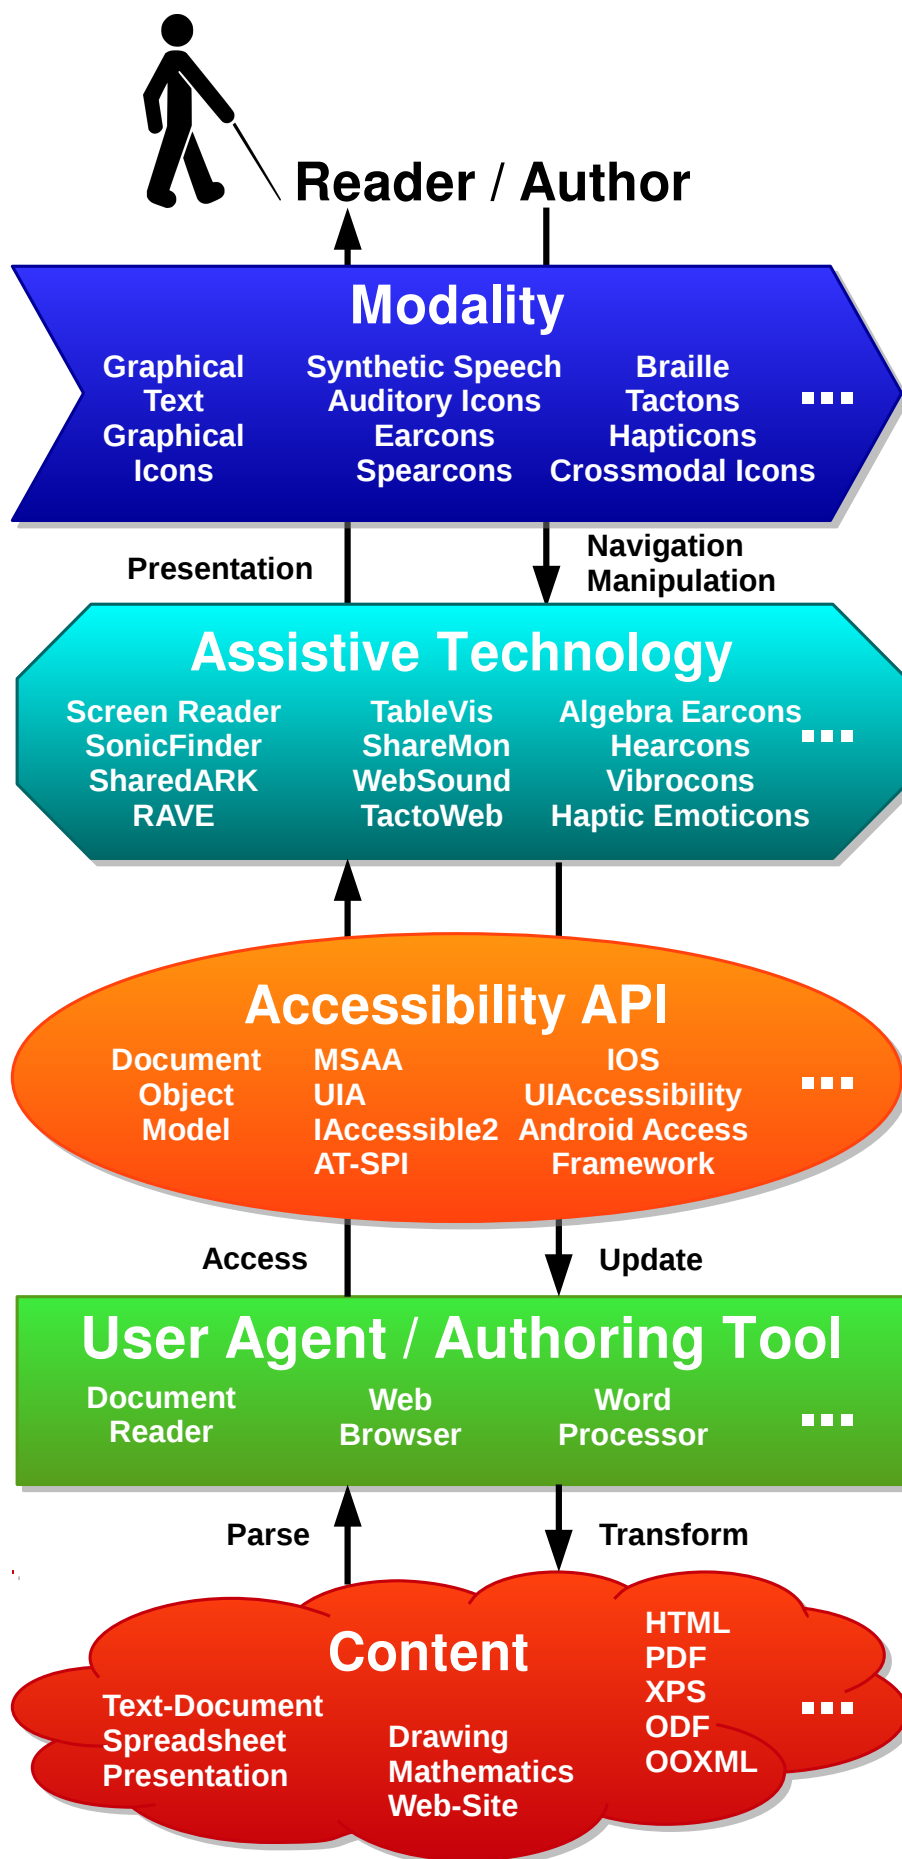 Reader / Author
Modality
Graphical
Text
Graphical
Icons
Synthetic Speech
Auditory Icons
Earcons
Spearcons
Braille
Tactons
Hapticons
Crossmodal Icons
...
Presentation
Navigation
Manipulation
Assistive Technology
Screen Reader
SonicFinder
SharedARK
RAVE
TableVis
ShareMon
WebSound
TactoWeb
Algebra Earcons
Hearcons
Vibrocons
Haptic Emoticons
...
Accessibility API
Document
Object
Model
MSAA
UIA
IAccessible2
AT-SPI
IOS
UIAccessibility
Android Access
Framework
...
Access
Update
User Agent / Authoring Tool
Document
Reader
Web
Browser
Word
Processor
...
Parse
Transform
Content
Text-Document
Spreadsheet
Presentation
Drawing
Mathematics
Web-Site
HTML
PDF
XPS
ODF
OOXML
...